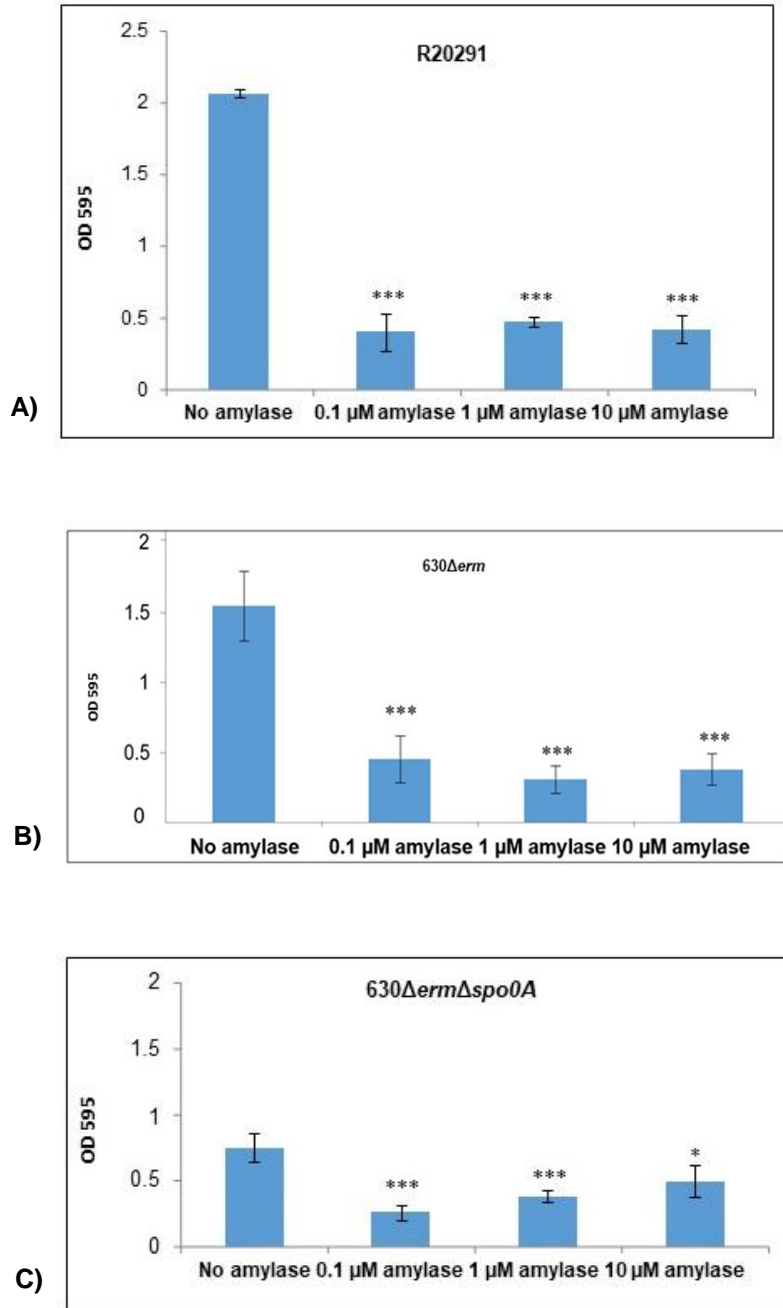 R20291
2.5
2
1.5
1
0.5
0
OD 595
***
***
***
No amylase 0.1 µM amylase 1 µM amylase 10 µM amylase
A)
630Δerm
2
1.5
1
0.5
0
OD 595
***
***
***
No amylase 0.1 µM amylase 1 µM amylase 10 µM amylase
B)
630ΔermΔspo0A
2
1.5
1
0.5
0
OD 595
***
***
*
No amylase 0.1 µM amylase 1 µM amylase 10 µM amylase
C)